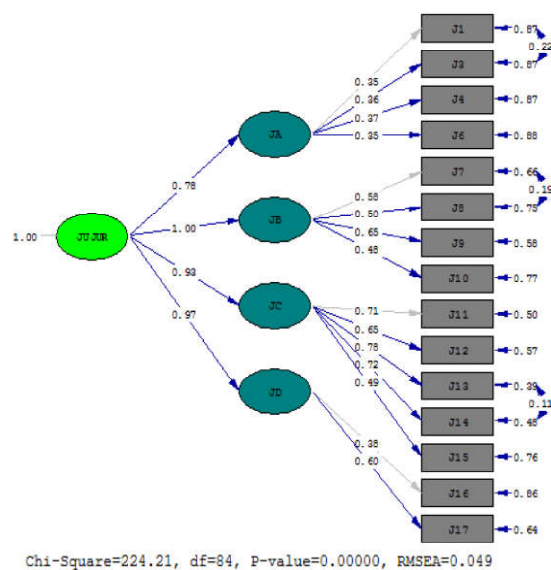 J1 0.87
0.22
0.35 J3 0.87
0.36
0.37 J4 0.87
0.35
JA J6 0.88
J7 0.66
0.78 0.58 0.19
0.50 J8 0.75
JB 0.65
1.00 0.48 J9 0.58
1.00 JUJUR
J10 0.77
0.93
0.71 J11 0.50
JC 0.65
0.97 0.78 J12 0.57
0.72
0.49 J13 0.39
0.11
JD J14 0.48
0.38 J15 0.76
0.60
J16 0.86
J17 0.64
Chi-Square=224.21, df=84, P-value=0.00000, RMSEA=0.049